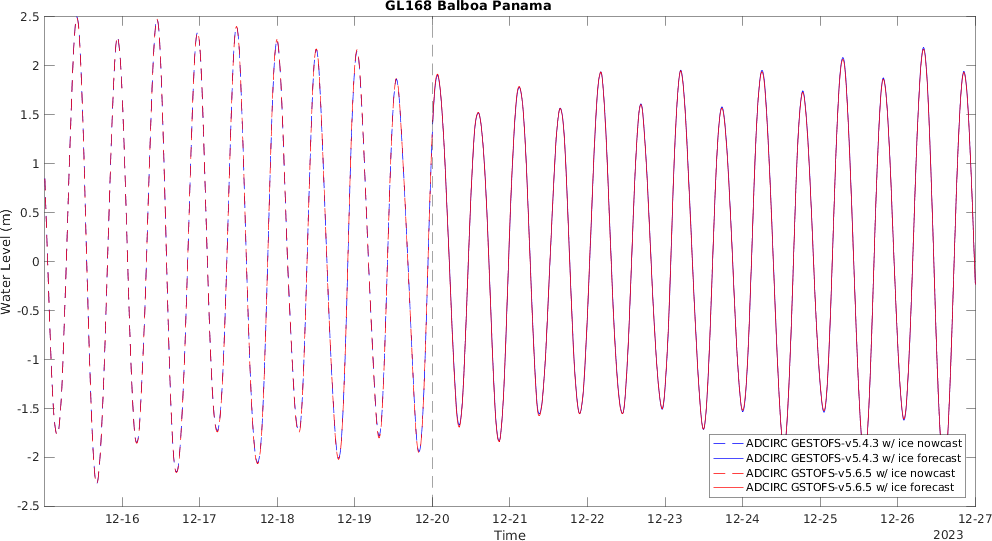 GL168 Balboa Panama
2.5
2
1.5
1
0.5
0
-0.5
-1
-1.5
-2
-2.5
Water Level (m)
ADCIRC GESTOFS-v5.4.3 w/ ice nowcast
ADCIRC GESTOFS-v5.4.3 w/ ice forecast
ADCIRC GSTOFS-v5.6.5 w/ ice nowcast
ADCIRC GSTOFS-v5.6.5 w/ ice forecast
12-16 12-17 12-18 12-19 12-20 12-21 12-22 12-23 12-24 12-25 12-26 12-27
Time
2023